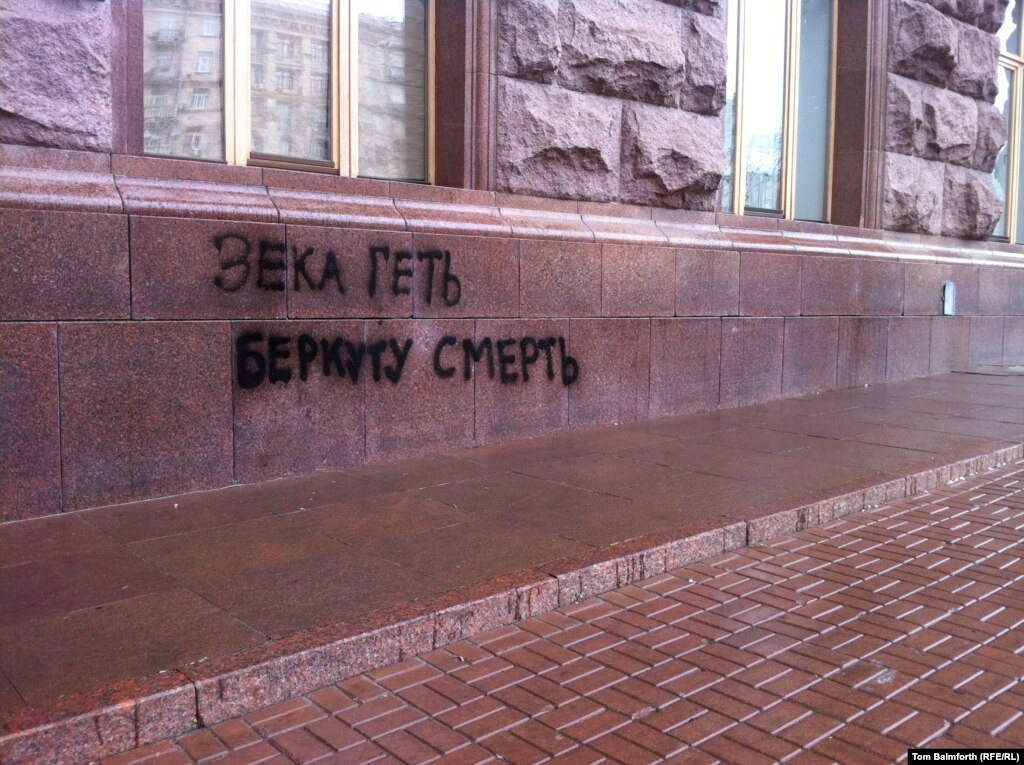 ЗЕКА ГЕТЬ
БЕРКУТУ СМЕРТЬ
Tom Balmforth (RFE/RL)